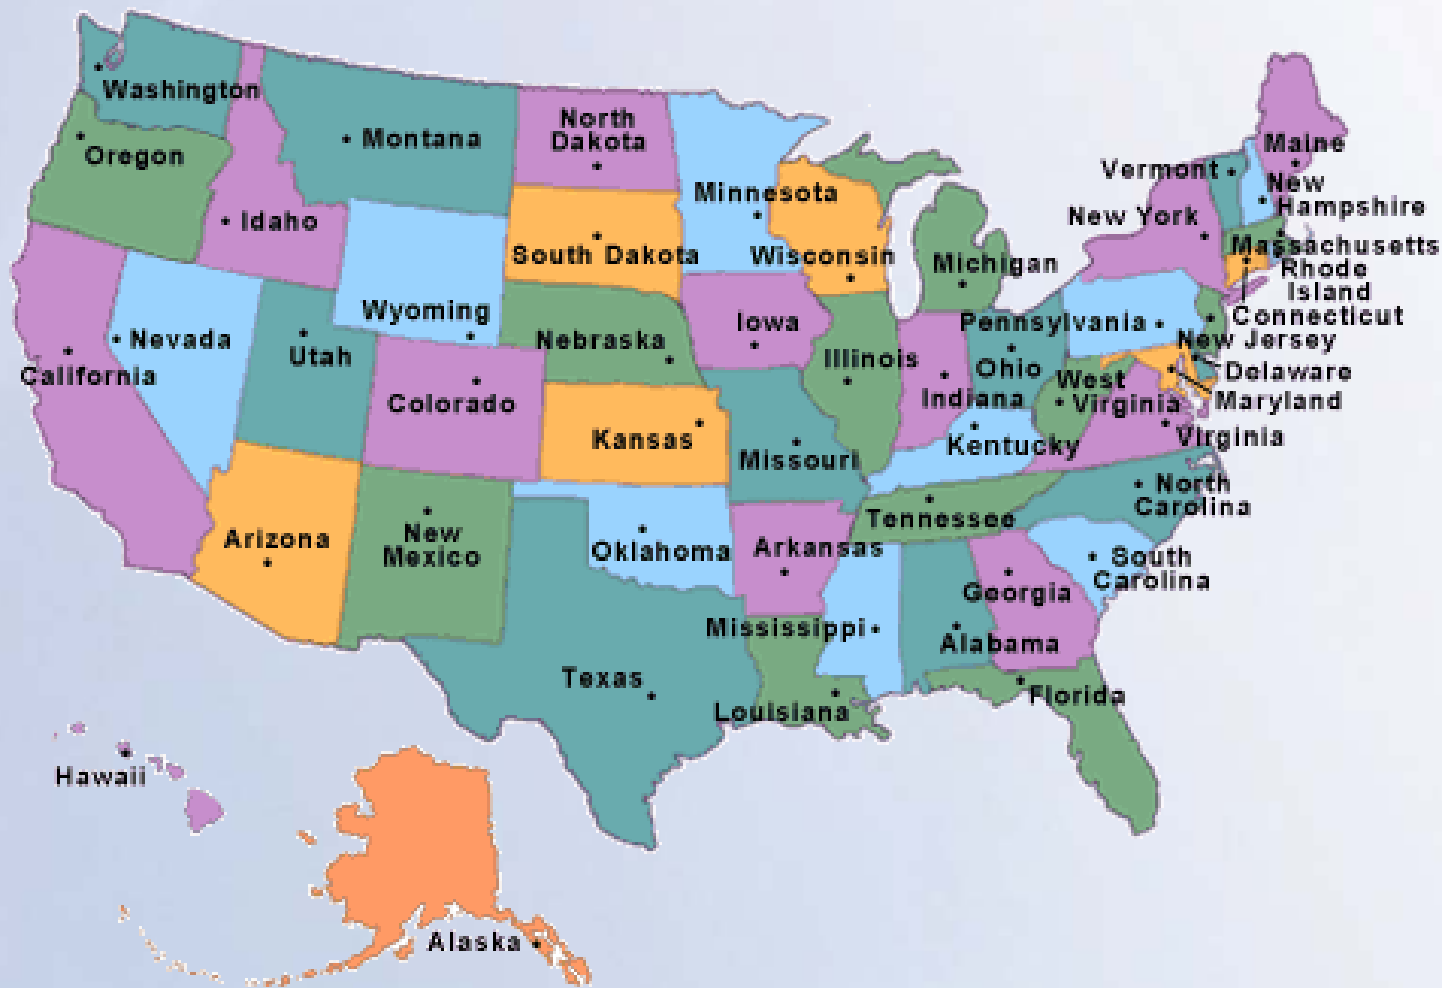 Washington
Montana
North
Dakota
Minnesota
Maine
Vermont
New
Hampshire
Oregon
Idaho
New York
South Dakota
Wisconsin
Michigan
Massachusetts
Rhode
Island
Connecticut
Wyoming
Nebraska
Iowa
Illinois
Indiana
Ohio
Pennsylvania
New Jersey
Delaware
Maryland
Nevada
Utah
California
Colorado
Kansas
Missouri
Kentucky
West
Virginia
Virginia
North
Carolina
Tennessee
Arizona
New
Mexico
Oklahoma
Arkansas
South
Carolina
Georgia
Mississippi
Alabama
Texas
Louisiana
Florida
Hawaii
Alaska